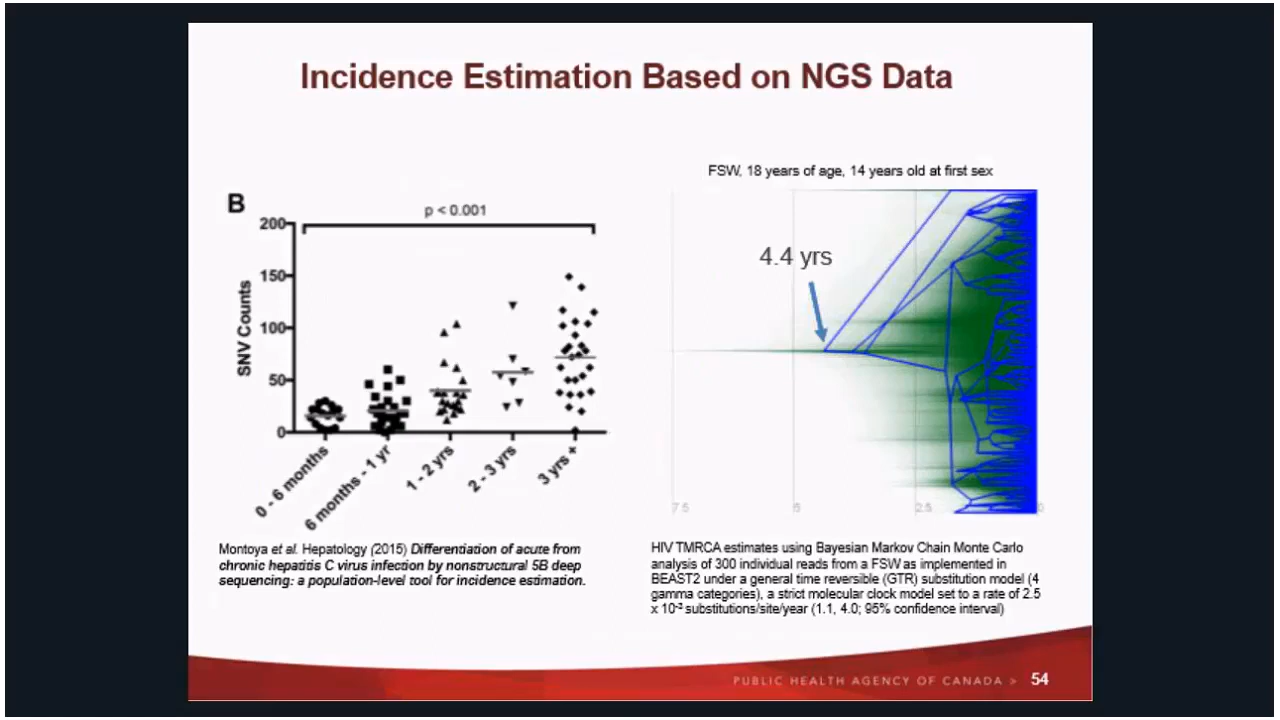 Incidence Estimation Based on NGS Data
B
p < 0.001
200
150
100
50
0
SNV Counts
0 - 6 months
6 months - 1 yr
1 - 2 yrs
2 - 3 yrs
3 yrs +
Montoya et al. Hepatology (2015) Differentiation of acute from
chronic hepatitis C virus infection by nonstructural 5B deep
sequencing: a population-level tool for incidence estimation.
FSW, 18 years of age, 14 years old at first sex
4.4 yrs
7.5
5
2.5
0
HIV TMRCA estimates using Bayesian Markov Chain Monte Carlo
analysis of 300 individual reads from a FSW as implemented in
BEAST2 under a general time reversible (GTR) substitution model (4
gamma categories), a strict molecular clock model set to a rate of 2.5
x 10⁻³ substitutions/site/year (1.1, 4.0; 95% confidence interval)
PUBLIC HEALTH AGENCY OF CANADA > 54